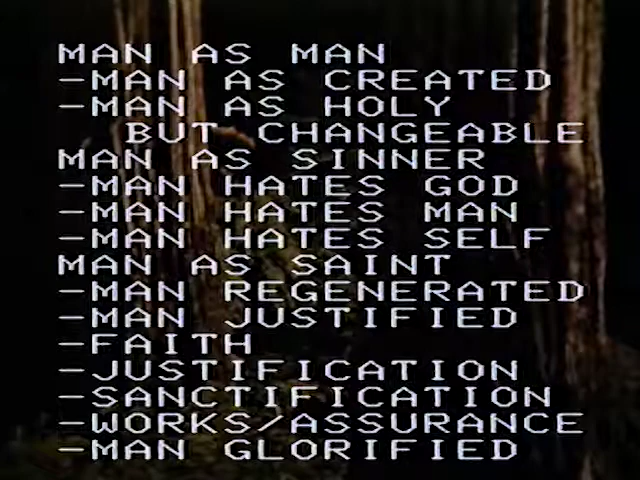 MAN AS MAN
-MAN AS CREATED
-MAN AS HOLY
BUT CHANGEABLE
MAN AS SINNER
-MAN HATES GOD
-MAN HATES MAN
-MAN HATES SELF
MAN AS SAINT
-MAN REGENERATED
-MAN JUSTIFIED
-FAITH
-JUSTIFICATION
-SANCTIFICATION
-WORKS/ASSURANCE
-MAN GLORIFIED